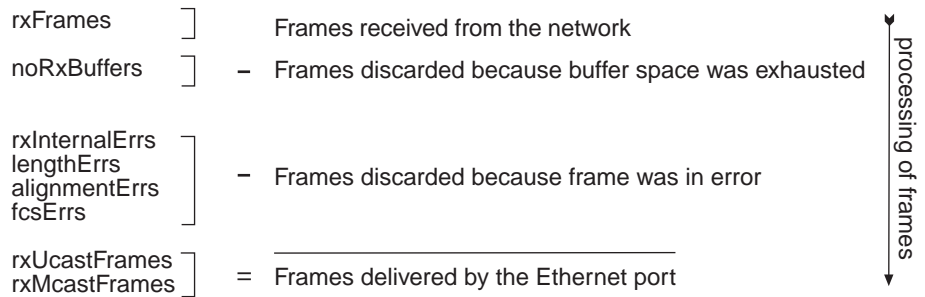 rxFrames Frames received from the network
noRxBuffers – Frames discarded because buffer space was exhausted
rxInternalErrs
lengthErrs
alignmentErrs – Frames discarded because frame was in error
fcsErrs
rxUcastFrames
rxMcastFrames = Frames delivered by the Ethernet port
processing of frames